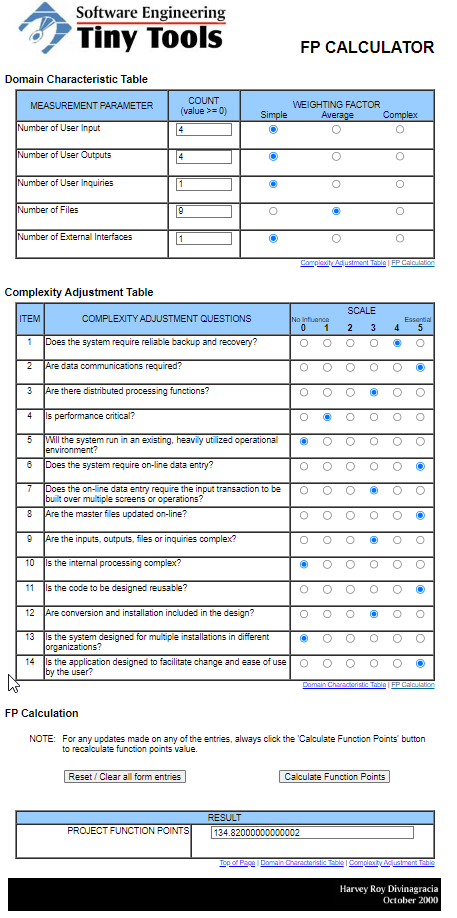 Software Engineering
Tiny Tools
FP CALCULATOR
Domain Characteristic Table
MEASUREMENT PARAMETER
COUNT
(value >= 0)
WEIGHTING FACTOR
Simple Average Complex
Number of User Input 4
Number of User Outputs 4
Number of User Inquiries 1
Number of Files 9
Number of External Interfaces 1
Complexity Adjustment Table | FP Calculation
Complexity Adjustment Table
ITEM COMPLEXITY ADJUSTMENT QUESTIONS
SCALE
No Influence Essential
0 1 2 3 4 5
1 Does the system require reliable backup and recovery?
2 Are data communications required?
3 Are there distributed processing functions?
4 Is performance critical?
5 Will the system run in an existing, heavily utilized operational
environment?
6 Does the system require on-line data entry?
7 Does the on-line data entry require the input transaction to be
built over multiple screens or operations?
8 Are the master files updated on-line?
9 Are the inputs, outputs, files or inquiries complex?
10 Is the internal processing complex?
11 Is the code to be designed reusable?
12 Are conversion and installation included in the design?
13 Is the system designed for multiple installations in different
organizations?
14 Is the application designed to facilitate change and ease of use
by the user?
Domain Characteristic Table | FP Calculation
FP Calculation
NOTE: For any updates made on any of the entries, always click the 'Calculate Function Points' button
to recalculate function points value.
Reset / Clear all form entries Calculate Function Points
RESULT
PROJECT FUNCTION POINTS 134.82000000000002
Top of Page | Domain Characteristic Table | Complexity Adjustment Table
Harvey Roy Divinagracia
October 2000